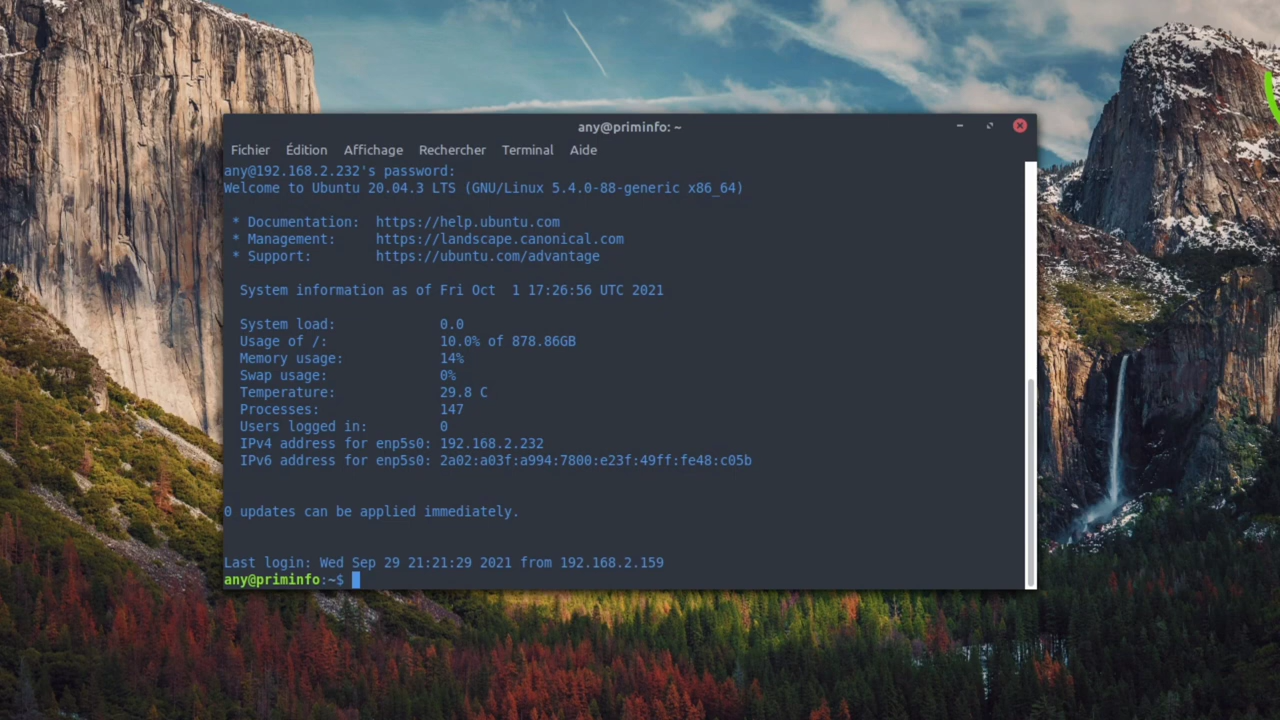 any@priminfo: ~
Fichier Édition Affichage Rechercher Terminal Aide
any@192.168.2.232's password:
Welcome to Ubuntu 20.04.3 LTS (GNU/Linux 5.4.0-88-generic x86_64)
* Documentation: https://help.ubuntu.com
* Management: https://landscape.canonical.com
* Support: https://ubuntu.com/advantage
System information as of Fri Oct 1 17:26:56 UTC 2021
System load: 0.0
Usage of /: 10.0% of 878.86GB
Memory usage: 14%
Swap usage: 0%
Temperature: 29.8 C
Processes: 147
Users logged in: 0
IPv4 address for enp5s0: 192.168.2.232
IPv6 address for enp5s0: 2a02:a03f:a994:7800:e23f:49ff:fe48:c05b
0 updates can be applied immediately.
Last login: Wed Sep 29 21:21:29 2021 from 192.168.2.159
any@priminfo:~$